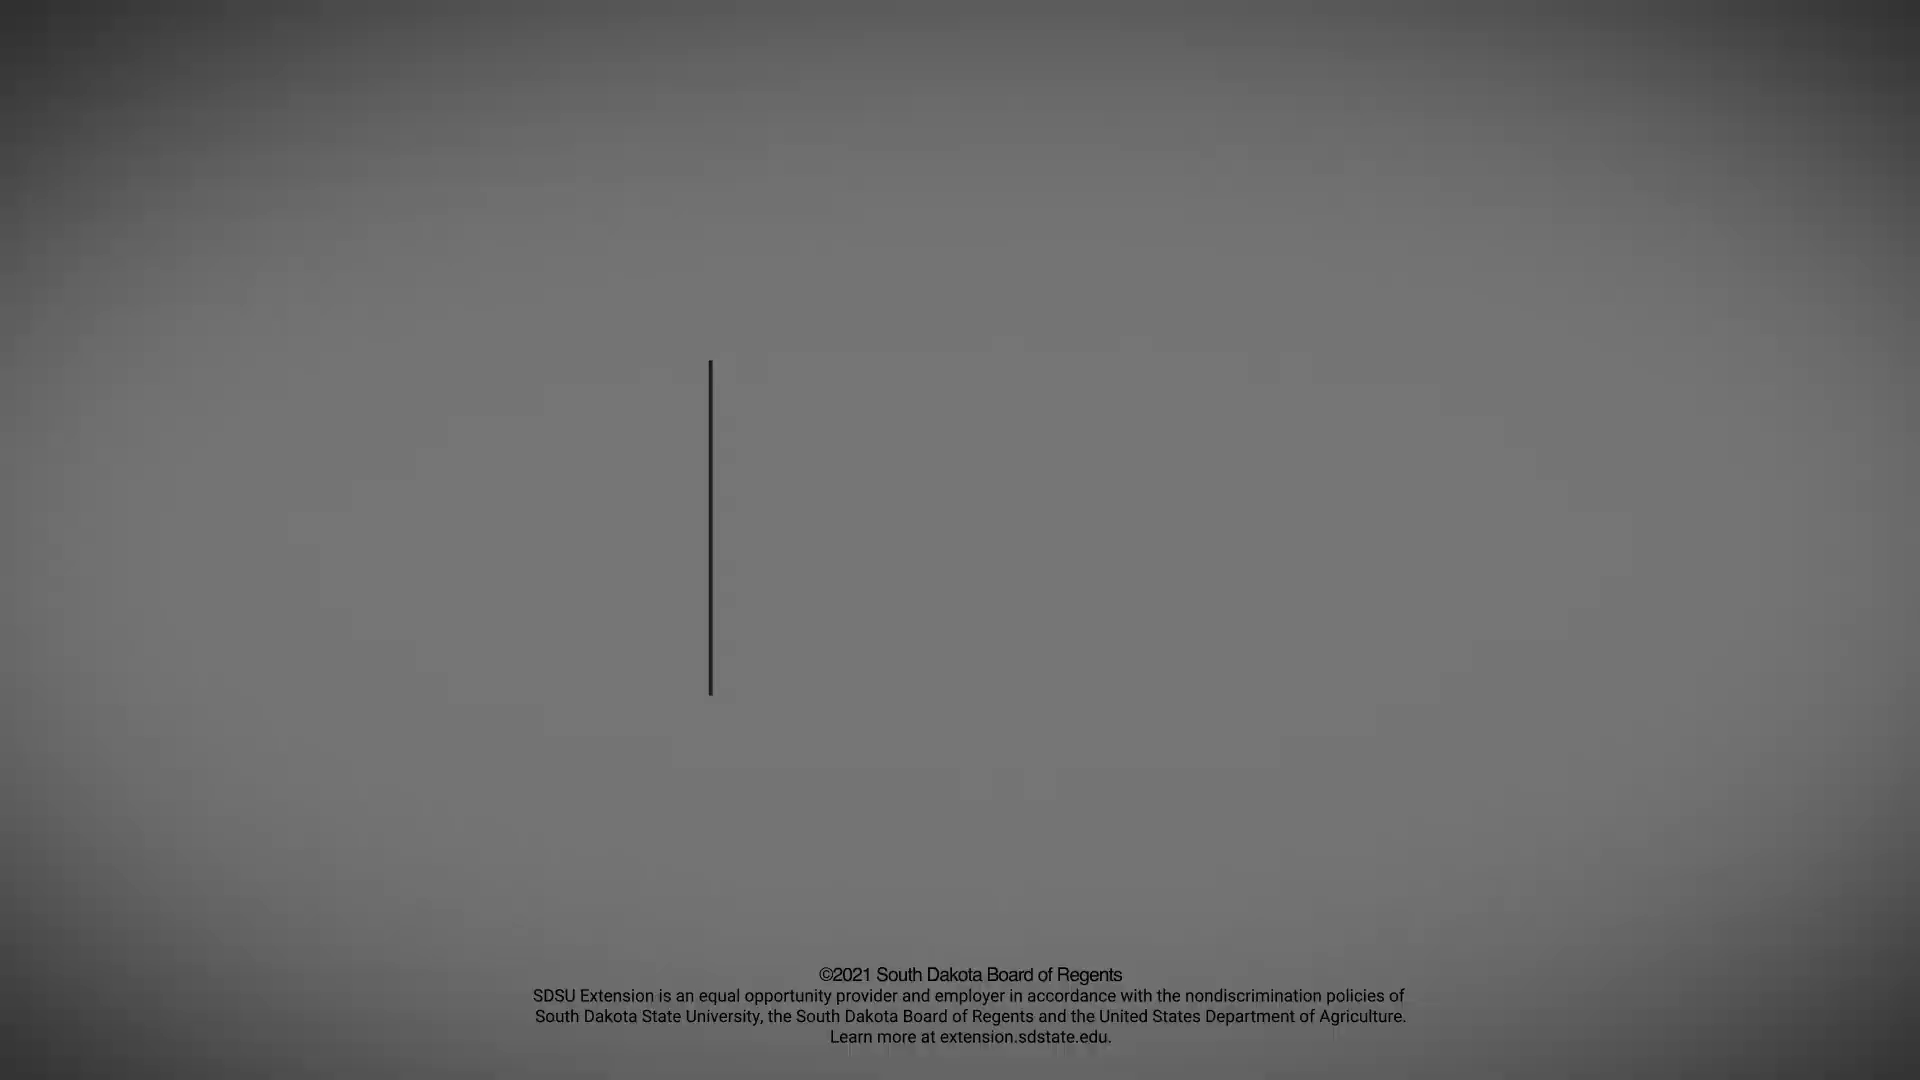 ©2021 South Dakota Board of Regents
SDSU Extension is an equal opportunity provider and employer in accordance with the nondiscrimination policies of
South Dakota State University, the South Dakota Board of Regents and the United States Department of Agriculture.
Learn more at extension.sdstate.edu.